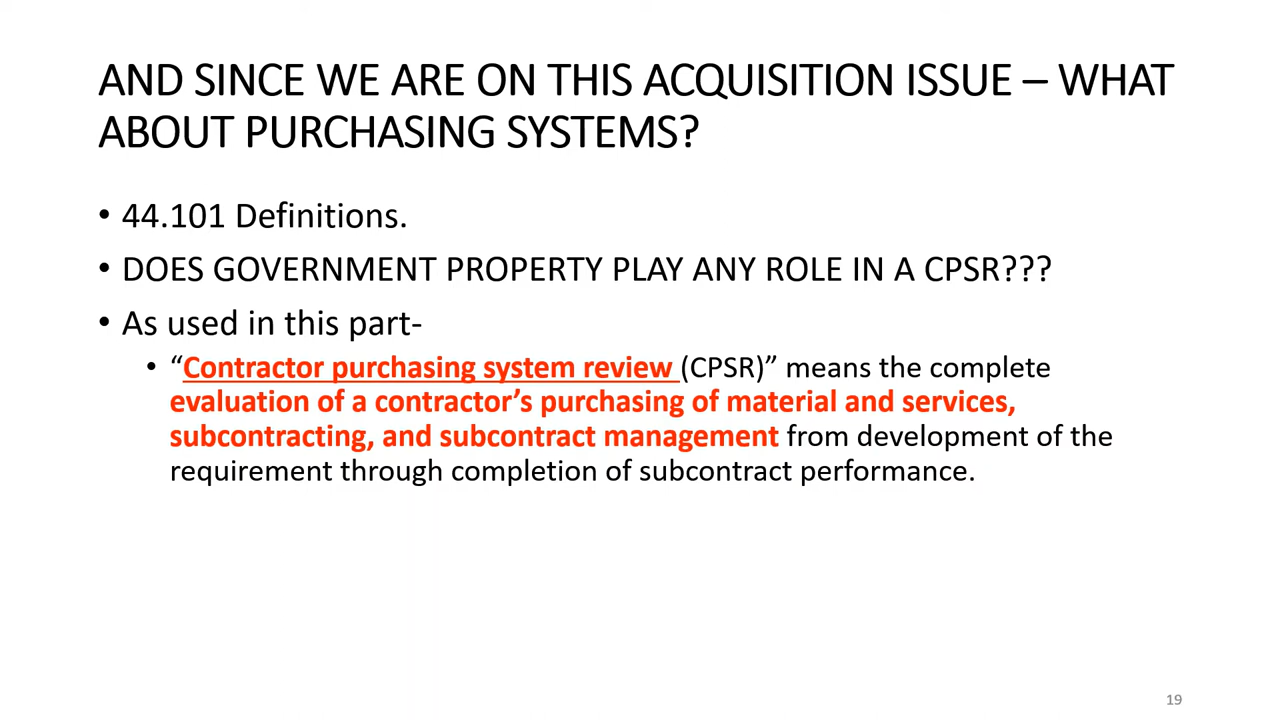 AND SINCE WE ARE ON THIS ACQUISITION ISSUE – WHAT
ABOUT PURCHASING SYSTEMS?
• 44.101 Definitions.
• DOES GOVERNMENT PROPERTY PLAY ANY ROLE IN A CPSR???
• As used in this part-
• “Contractor purchasing system review (CPSR)” means the complete
evaluation of a contractor’s purchasing of material and services,
subcontracting, and subcontract management from development of the
requirement through completion of subcontract performance.
19